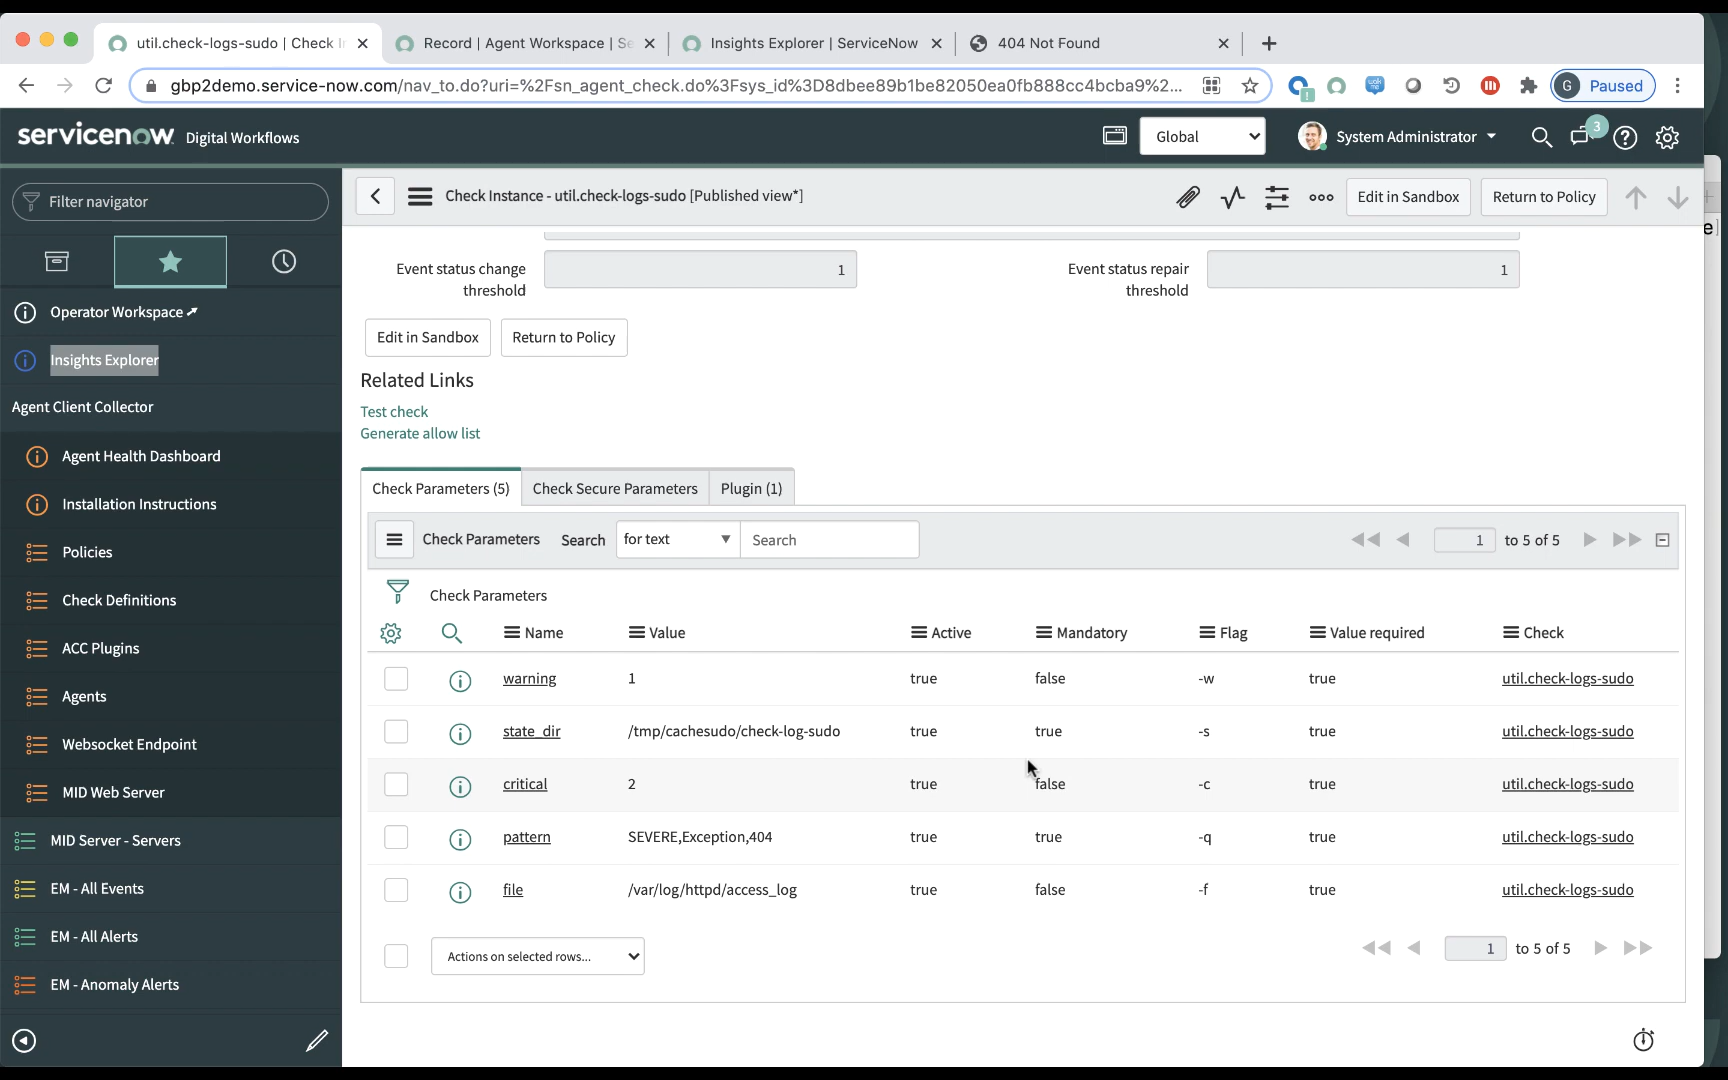 util.check-logs-sudo | Check I
Record | Agent Workspace | Se
Insights Explorer | ServiceNow
404 Not Found
gbp2demo.service-now.com/nav_to.do?uri=%2Fsn_agent_check.do%3Fsys_id%3D8dbee89b1be82050ea0fb888cc4bcba9%2...
G Paused
servicenow Digital Workflows
Global
System Administrator
3
Filter navigator
Operator Workspace
Insights Explorer
Agent Client Collector
Agent Health Dashboard
Installation Instructions
Policies
Check Definitions
ACC Plugins
Agents
Websocket Endpoint
MID Web Server
MID Server - Servers
EM - All Events
EM - All Alerts
EM - Anomaly Alerts
Check Instance - util.check-logs-sudo [Published view*]
Edit in Sandbox
Return to Policy
Event status change threshold 1
Event status repair threshold 1
Edit in Sandbox
Return to Policy
Related Links
Test check
Generate allow list
Check Parameters (5)
Check Secure Parameters
Plugin (1)
Check Parameters Search for text Search 1 to 5 of 5
Check Parameters
Name Value Active Mandatory Flag Value required Check
warning 1 true false -w true util.check-logs-sudo
state_dir /tmp/cachesudo/check-log-sudo true true -s true util.check-logs-sudo
critical 2 true false -c true util.check-logs-sudo
pattern SEVERE,Exception,404 true true -q true util.check-logs-sudo
file /var/log/httpd/access_log true false -f true util.check-logs-sudo
Actions on selected rows... 1 to 5 of 5